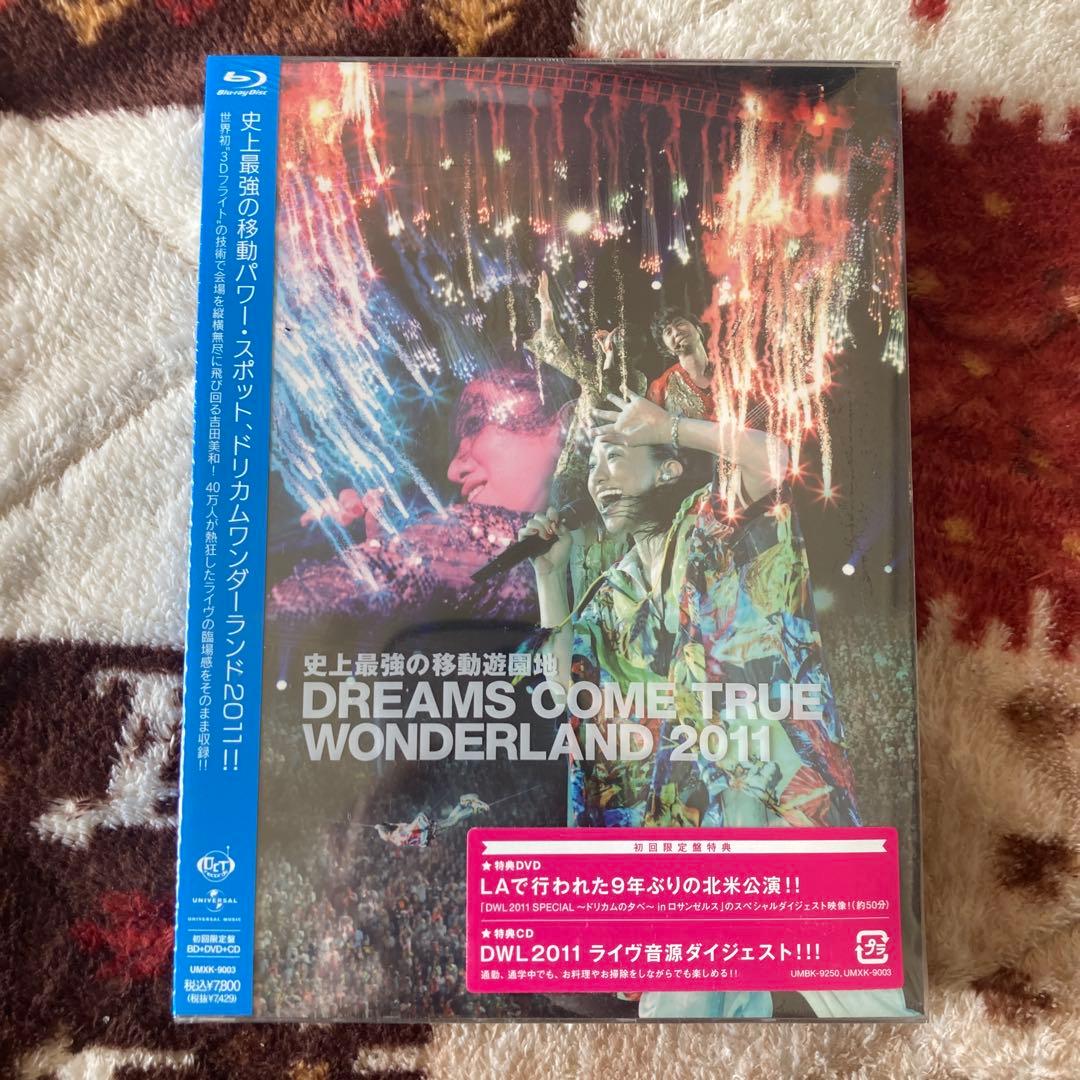 Blu-ray Disc
史上最強の移動パワー・スポット、ドリカムワンダーランド2011!!
世界初"3Dフライト"の技術で会場を縦横無尽に飛び回る吉田美和! 40万人が熱狂したライヴの臨場感をそのまま収録!!
DCT
records
UNIVERSAL
UNIVERSAL MUSIC
初回限定盤
BD+DVD+CD
UMXK-9003
税込¥7,800
(税抜¥7,429)
史上最強の移動遊園地
DREAMS COME TRUE
WONDERLAND 2011
初回限定盤特典
★特典DVD
LAで行われた9年ぶりの北米公演!!
「DWL 2011 SPECIAL ～ドリカムの夕べ～ in ロサンゼルス」のスペシャルダイジェスト映像!(約50分)
★特典CD
DWL 2011 ライヴ音源ダイジェスト!!!
通勤、通学中でも、お料理やお掃除をしながらでも楽しめる!!
プラ
UMBK-9250, UMXK-9003